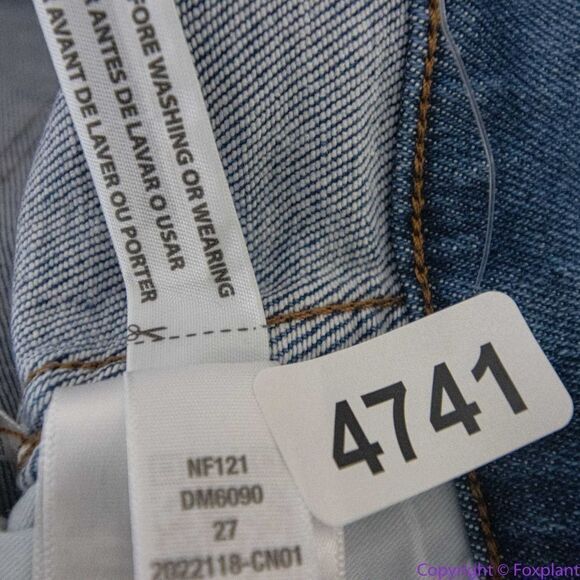 FORE WASHING OR WEARING
R ANTES DE LAVAR O USAR
AVANT DE LAVER OU PORTER
4741
NF121
DM6090
27
2022118-CN01
Copyright © Foxplant